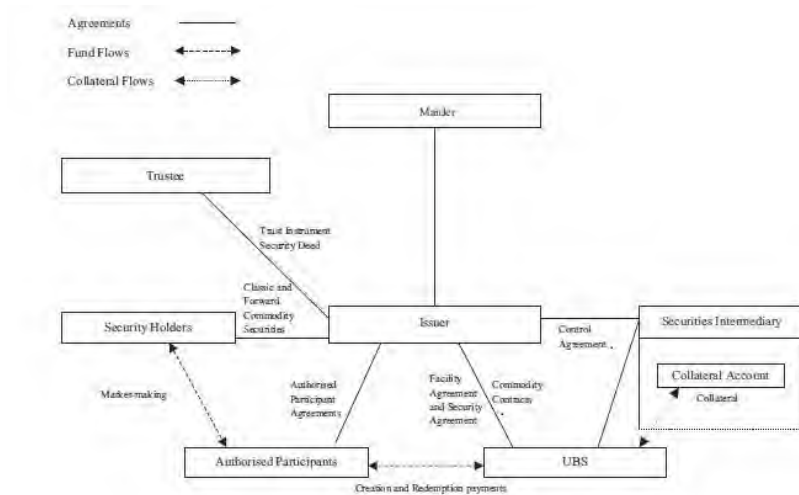 Agreements
Fund Flows
Collateral Flows
Trustee
Trust Instrument
Security Deed
Classic and
Forward
Commodity
Securities
Security Holders
Issuer
Control
Agreement
Securities Intermediary
Collateral Account
Collateral
Market-making
Authorised
Participant
Agreements
Facility
Agreement
and Security
Agreement
Commodity
Contracts
Authorised Participants
UBS
Creation and Redemption payments